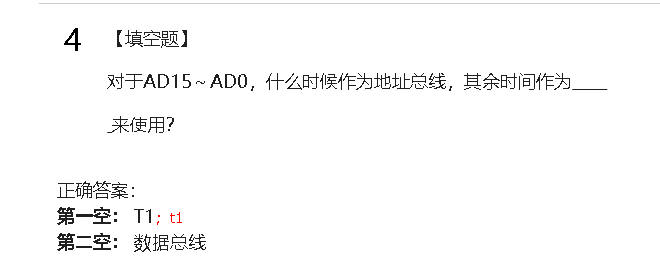 4 【填空题】
对于AD15~AD0，什么时候作为地址总线，其余时间作为____
_来使用?
正确答案：
第一空： T1；t1
第二空： 数据总线